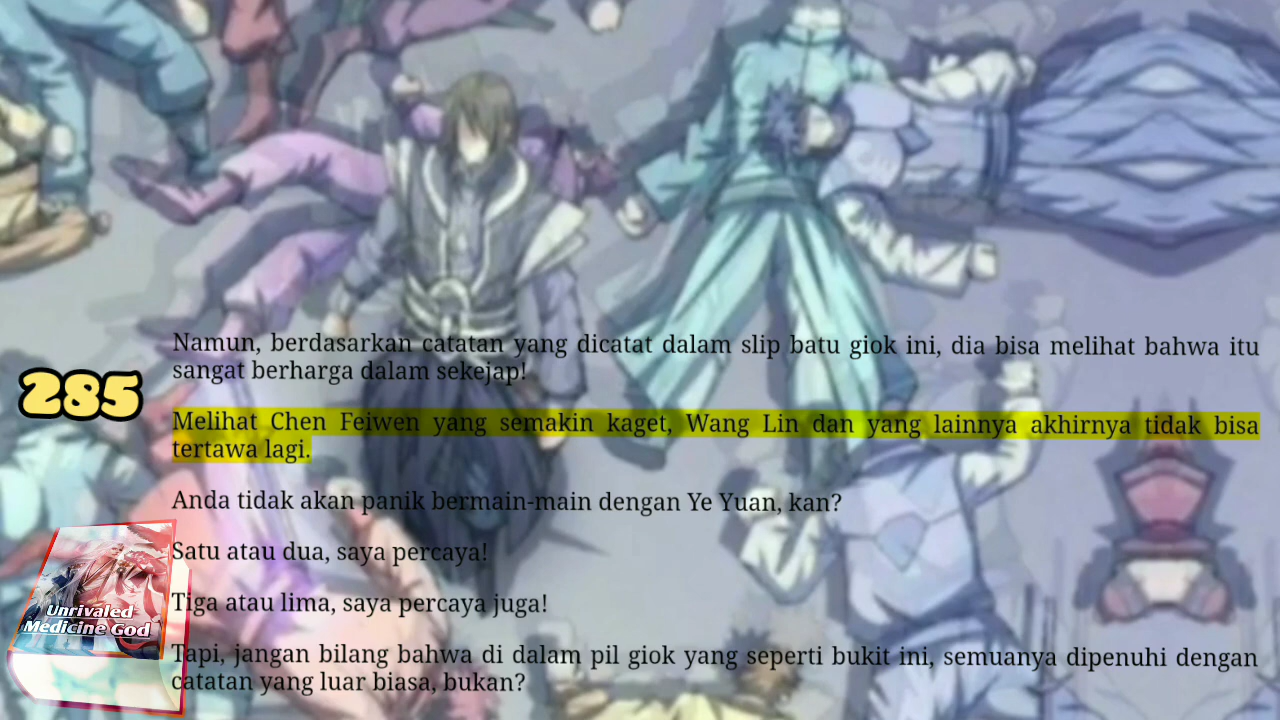 Namun, berdasarkan catatan yang dicatat dalam slip batu giok ini, dia bisa melihat bahwa itu
sangat berharga dalam sekejap!
285
Melihat Chen Feiwen yang semakin kaget, Wang Lin dan yang lainnya akhirnya tidak bisa
tertawa lagi.
Anda tidak akan panik bermain-main dengan Ye Yuan, kan?
Satu atau dua, saya percaya!
Tiga atau lima, saya percaya juga!
Unrivaled
Medicine God
Tapi, jangan bilang bahwa di dalam pil giok yang seperti bukit ini, semuanya dipenuhi dengan
catatan yang luar biasa, bukan?